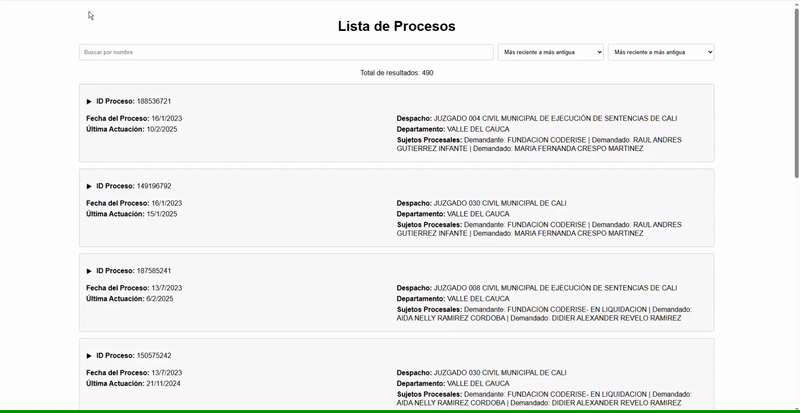 Lista de Procesos
Buscar por nombre
Más reciente a más antigua
Más reciente a más antigua
Total de resultados: 490
ID Proceso: 188536721
Fecha del Proceso: 16/1/2023
Última Actuación: 10/2/2025
Despacho: JUZGADO 004 CIVIL MUNICIPAL DE EJECUCIÓN DE SENTENCIAS DE CALI
Departamento: VALLE DEL CAUCA
Sujetos Procesales: Demandante: FUNDACION CODERISE | Demandado: RAUL ANDRES
GUTIERREZ INFANTE | Demandado: MARIA FERNANDA CRESPO MARTINEZ
ID Proceso: 149196792
Fecha del Proceso: 16/1/2023
Última Actuación: 15/1/2025
Despacho: JUZGADO 030 CIVIL MUNICIPAL DE CALI
Departamento: VALLE DEL CAUCA
Sujetos Procesales: Demandante: FUNDACION CODERISE | Demandado: RAUL ANDRES
GUTIERREZ INFANTE | Demandado: MARIA FERNANDA CRESPO MARTINEZ
ID Proceso: 187585241
Fecha del Proceso: 13/7/2023
Última Actuación: 6/2/2025
Despacho: JUZGADO 008 CIVIL MUNICIPAL DE EJECUCIÓN DE SENTENCIAS DE CALI
Departamento: VALLE DEL CAUCA
Sujetos Procesales: Demandante: FUNDACION CODERISE- EN LIQUIDACION | Demandado:
AIDA NELLY RAMIREZ CORDOBA | Demandado: DIDIER ALEXANDER REVELO RAMIREZ
ID Proceso: 150575242
Fecha del Proceso: 13/7/2023
Última Actuación: 21/11/2024
Despacho: JUZGADO 030 CIVIL MUNICIPAL DE CALI
Departamento: VALLE DEL CAUCA
Sujetos Procesales: Demandante: FUNDACION CODERISE- EN LIQUIDACION | Demandado:
AIDA NELLY RAMIREZ CORDOBA | Demandado: DIDIER ALEXANDER REVELO RAMIREZ